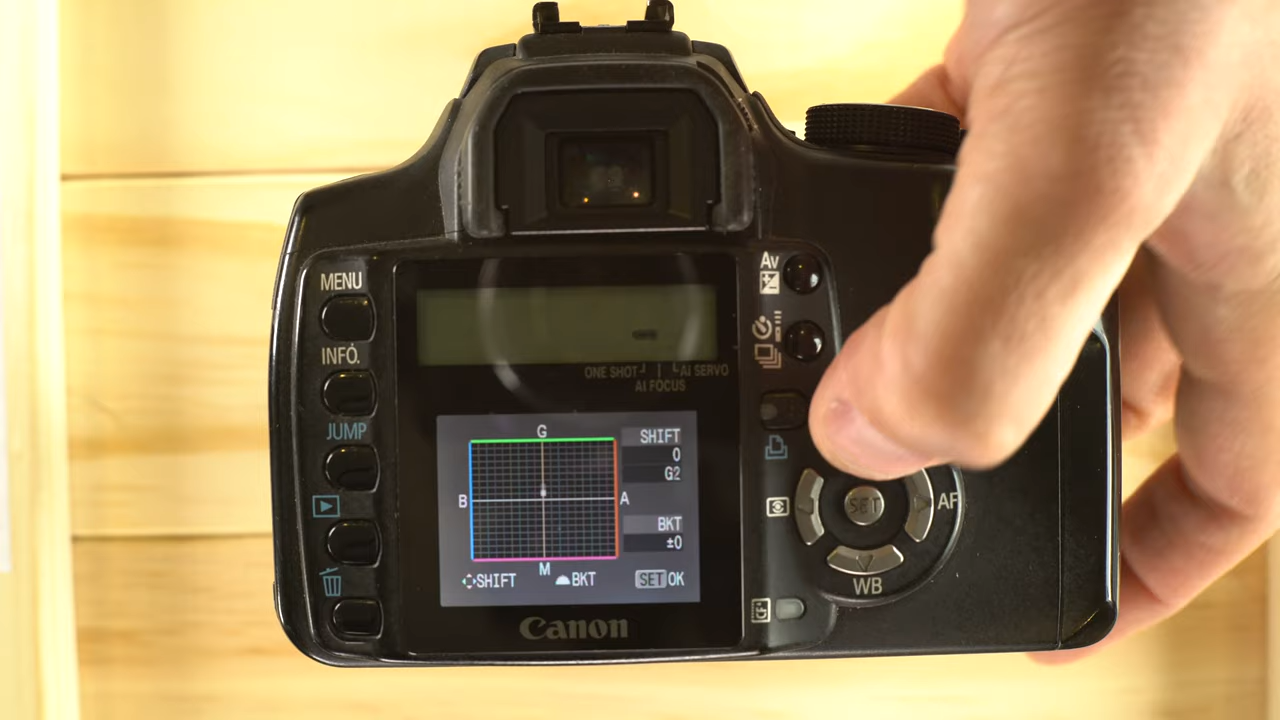 MENU
INFO.
JUMP
Av
ONE SHOT AI SERVO
AI FOCUS
G
B
A
M
SHIFT
0
G2
BKT
±0
SHIFT
BKT
SET OK
Canon
SET
AF
WB
CF